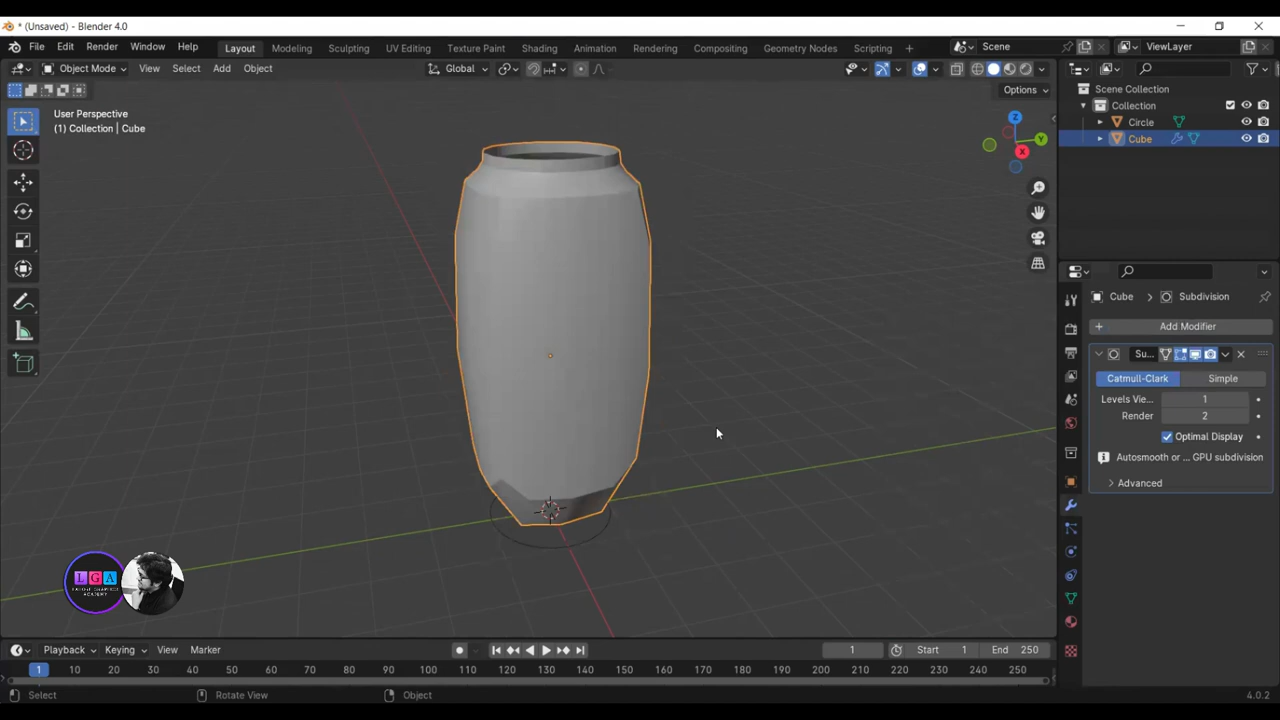 * (Unsaved) - Blender 4.0
File Edit Render Window Help Layout Modeling Sculpting UV Editing Texture Paint Shading Animation Rendering Compositing Geometry Nodes Scripting + Scene ViewLayer
Object Mode View Select Add Object Global
Options
User Perspective
(1) Collection | Cube
Z
Y
X
Scene Collection
Collection
Circle
Cube
Cube > Subdivision
+ Add Modifier
Su...
Catmull-Clark Simple
Levels Vie... 1
Render 2
Optimal Display
Autosmooth or ... GPU subdivision
Advanced
LGA
Playback Keying View Marker 1 Start 1 End 250
1 10 20 30 40 50 60 70 80 90 100 110 120 130 140 150 160 170 180 190 200 210 220 230 240 250
Select Rotate View Object 4.0.2